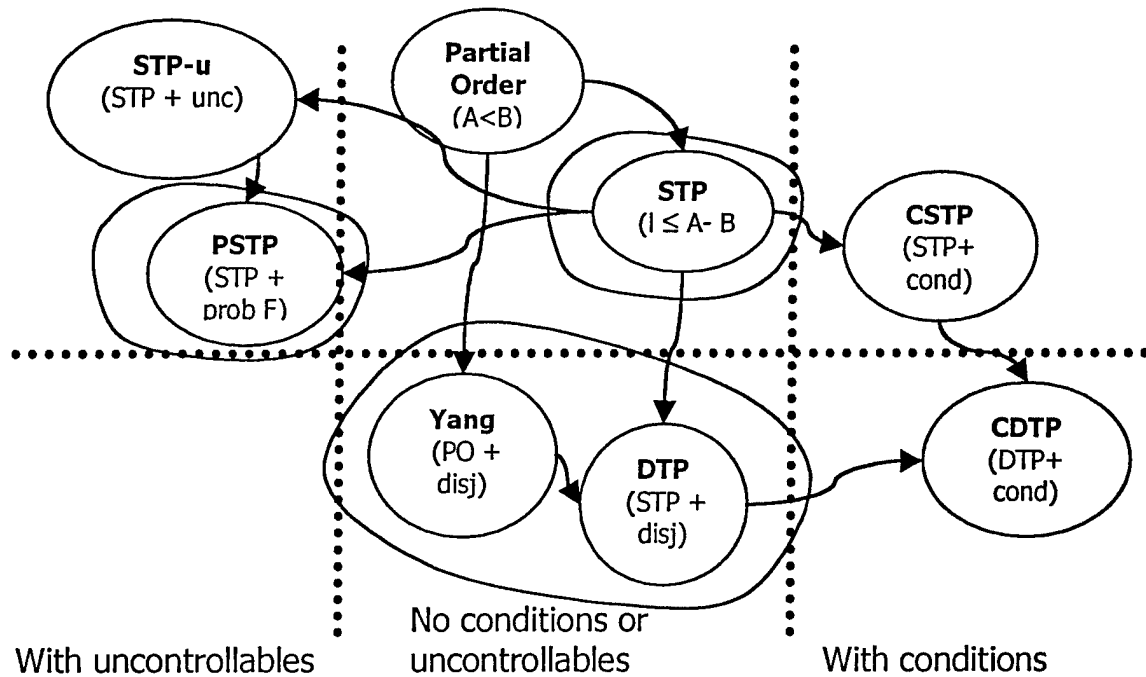 STP-u
(STP + unc)
Partial
Order
(A<B)
STP
(l ≤ A- B
PSTP
(STP +
prob F)
CSTP
(STP+
cond)
Yang
(PO +
disj)
DTP
(STP +
disj)
CDTP
(DTP+
cond)
With uncontrollables
No conditions or
uncontrollables
With conditions